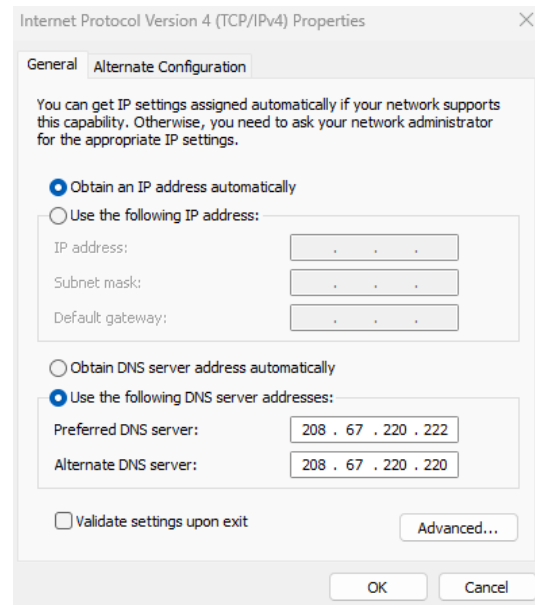 Internet Protocol Version 4 (TCP/IPv4) Properties
General
Alternate Configuration
You can get IP settings assigned automatically if your network supports
this capability. Otherwise, you need to ask your network administrator
for the appropriate IP settings.
Obtain an IP address automatically
Use the following IP address:
IP address:
. . .
Subnet mask:
. . .
Default gateway:
. . .
Obtain DNS server address automatically
Use the following DNS server addresses:
Preferred DNS server:
208 . 67 . 220 . 222
Alternate DNS server:
208 . 67 . 220 . 220
Validate settings upon exit
Advanced...
OK
Cancel